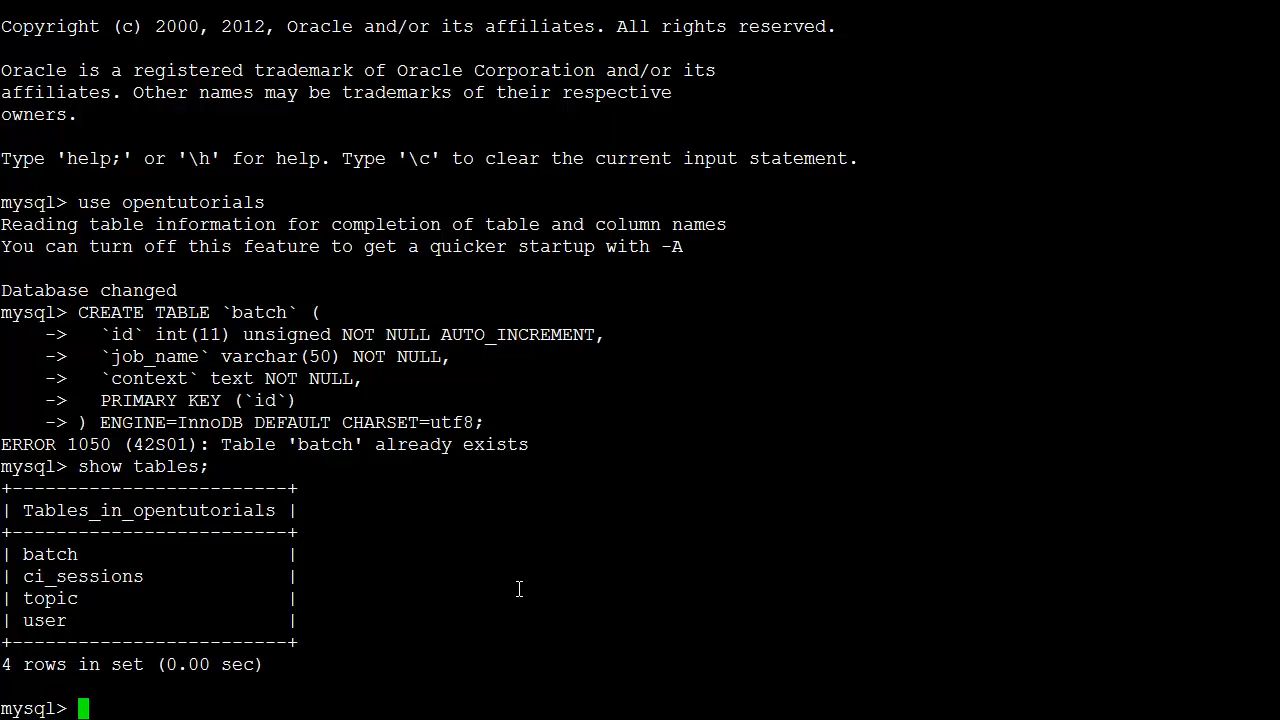 Copyright (c) 2000, 2012, Oracle and/or its affiliates. All rights reserved.
Oracle is a registered trademark of Oracle Corporation and/or its
affiliates. Other names may be trademarks of their respective
owners.
Type 'help;' or '\h' for help. Type '\c' to clear the current input statement.
mysql> use opentutorials
Reading table information for completion of table and column names
You can turn off this feature to get a quicker startup with -A
Database changed
mysql> CREATE TABLE `batch` (
    ->   `id` int(11) unsigned NOT NULL AUTO_INCREMENT,
    ->   `job_name` varchar(50) NOT NULL,
    ->   `context` text NOT NULL,
    ->   PRIMARY KEY (`id`)
    -> ) ENGINE=InnoDB DEFAULT CHARSET=utf8;
ERROR 1050 (42S01): Table 'batch' already exists
mysql> show tables;
+-------------------------+
| Tables_in_opentutorials |
+-------------------------+
| batch                   |
| ci_sessions             |
| topic                   |
| user                    |
+-------------------------+
4 rows in set (0.00 sec)
mysql>